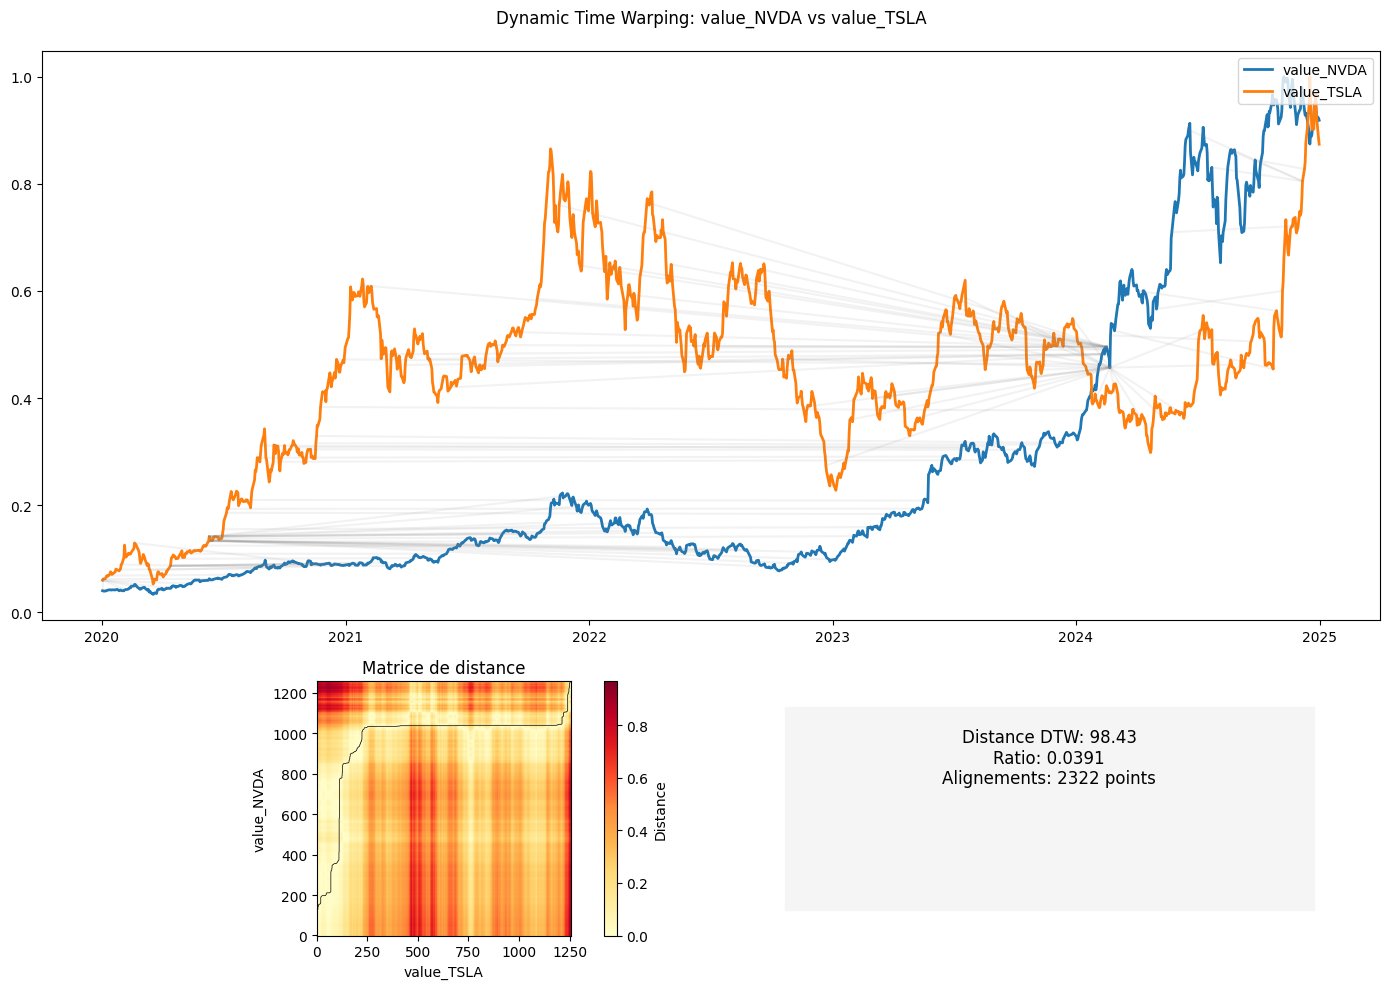 Dynamic Time Warping: value_NVDA vs value_TSLA
value_NVDA
value_TSLA
1.0
0.8
0.6
0.4
0.2
0.0
2020 2021 2022 2023 2024 2025
Matrice de distance
value_NVDA
1200
1000
800
600
400
200
0
0 250 500 750 1000 1250
value_TSLA
0.8
0.6
0.4
0.2
0.0
Distance
Distance DTW: 98.43
Ratio: 0.0391
Alignements: 2322 points